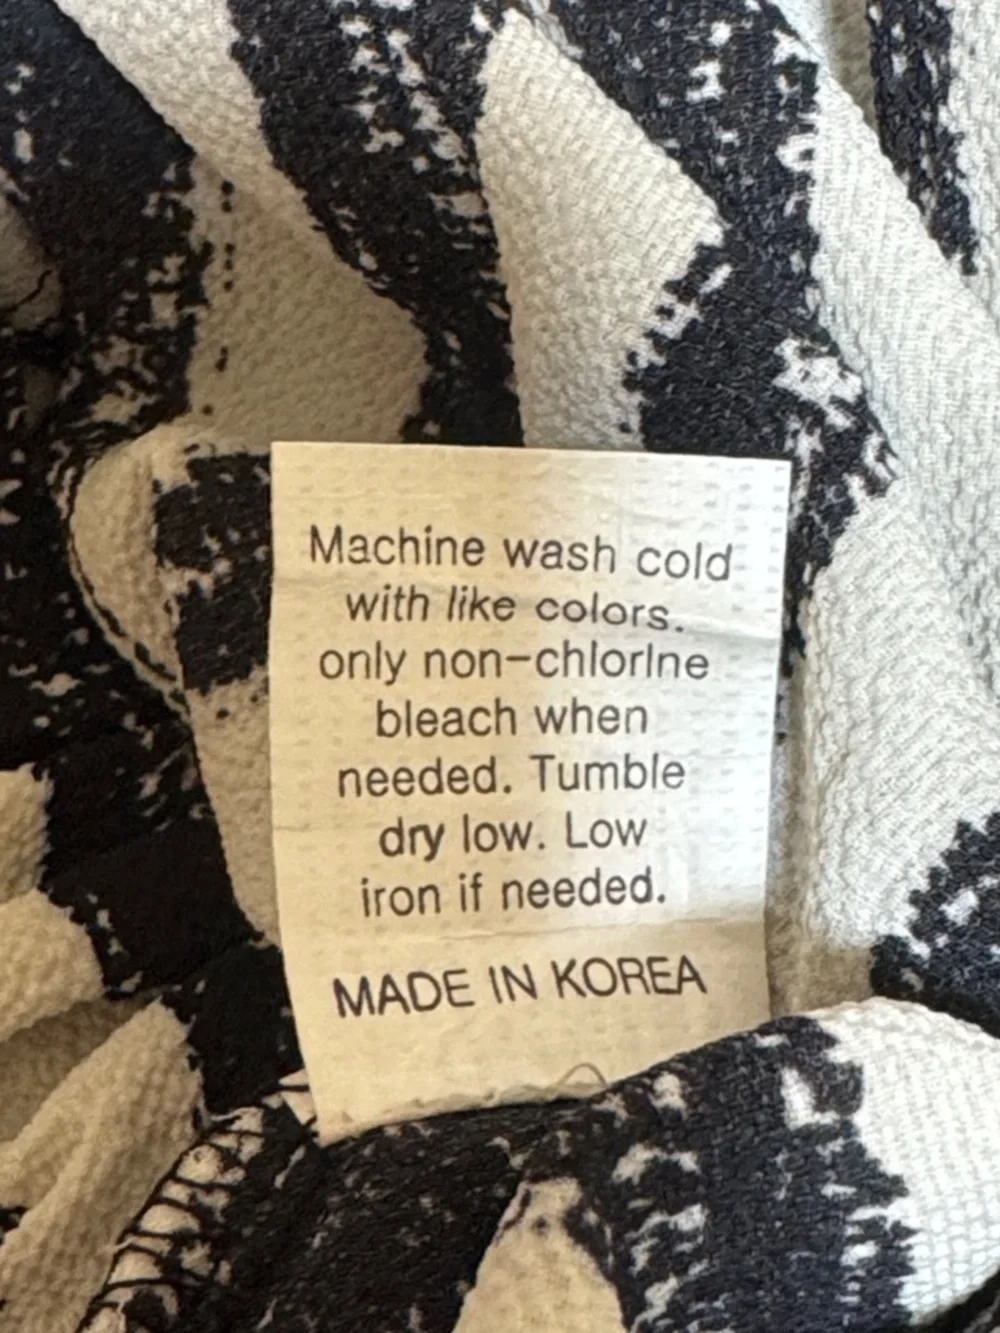 Machine wash cold
with like colors.
only non-chlorine
bleach when
needed. Tumble
dry low. Low
iron if needed.
MADE IN KOREA